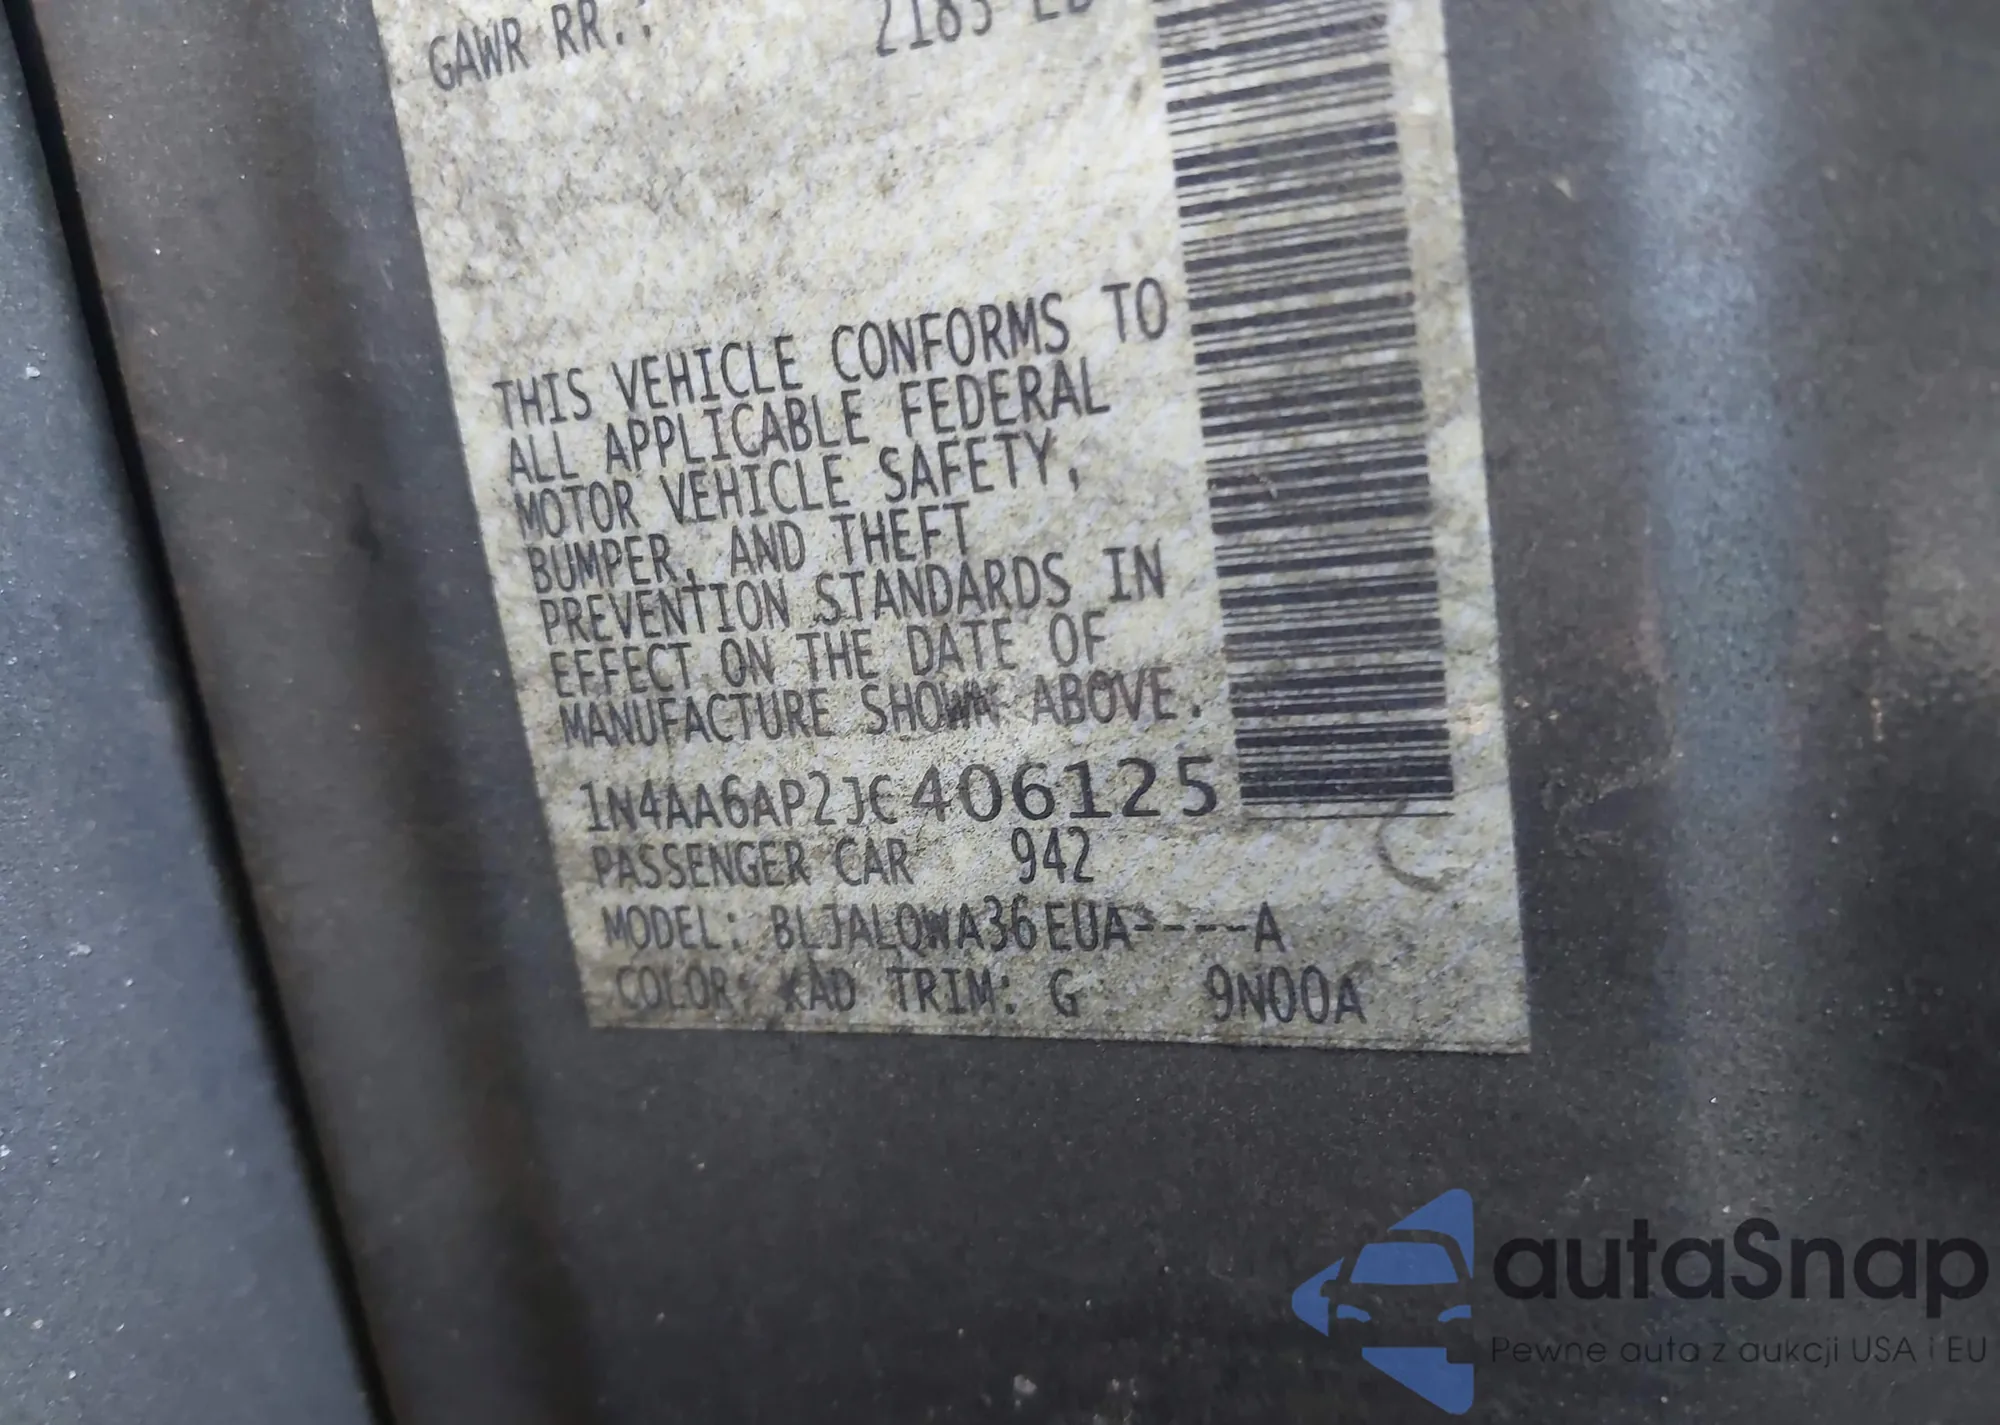 GAWR RR.: 2183 LB
THIS VEHICLE CONFORMS TO
ALL APPLICABLE FEDERAL
MOTOR VEHICLE SAFETY,
BUMPER, AND THEFT
PREVENTION STANDARDS IN
EFFECT ON THE DATE OF
MANUFACTURE SHOWN ABOVE.
1N4AA6AP2JC406125
PASSENGER CAR 942
MODEL: BLJALQWA36EUA----A
COLOR: KAD TRIM: G 9N00A
autaSnap
Pewne auta z aukcji USA i EU